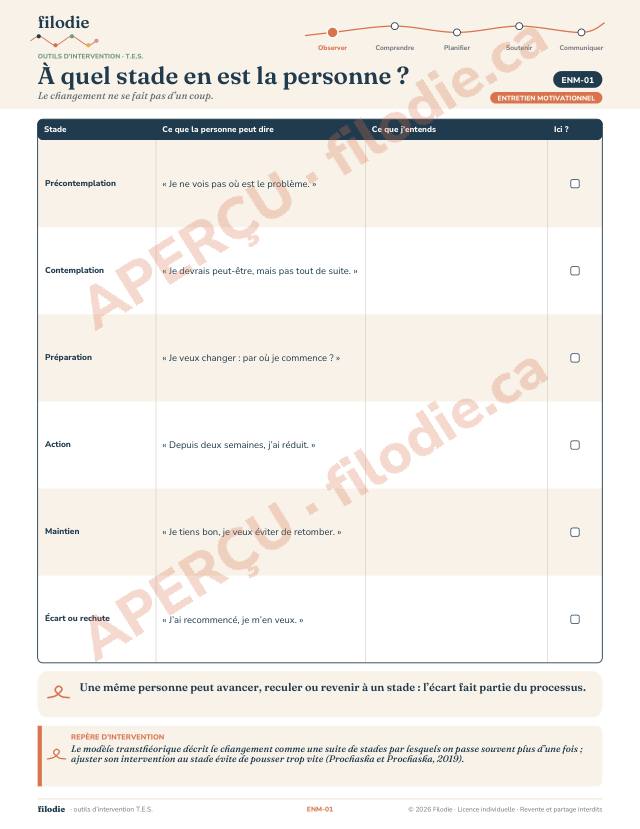 filodie
Observer Comprendre Planifier Soutenir Communiquer
OUTILS D'INTERVENTION · T.E.S.
À quel stade en est la personne ?
ENM-01
Le changement ne se fait pas d'un coup.
ENTRETIEN MOTIVATIONNEL
Stade Ce que la personne peut dire Ce que j'entends Ici ?
Précontemplation « Je ne vois pas où est le problème. »
Contemplation « Je devrais peut-être, mais pas tout de suite. »
Préparation « Je veux changer : par où je commence ? »
Action « Depuis deux semaines, j'ai réduit. »
Maintien « Je tiens bon, je veux éviter de retomber. »
Écart ou rechute « J'ai recommencé, je m'en veux. »
APERÇU · filodie.ca
APERÇU · filodie.ca
Une même personne peut avancer, reculer ou revenir à un stade : l'écart fait partie du processus.
REPÈRE D'INTERVENTION
Le modèle transthéorique décrit le changement comme une suite de stades par lesquels on passe souvent plus d'une fois ;
ajuster son intervention au stade évite de pousser trop vite (Prochaska et Prochaska, 2019).
filodie · outils d'intervention T.E.S. ENM-01 © 2026 Filodie · Licence individuelle · Revente et partage interdits